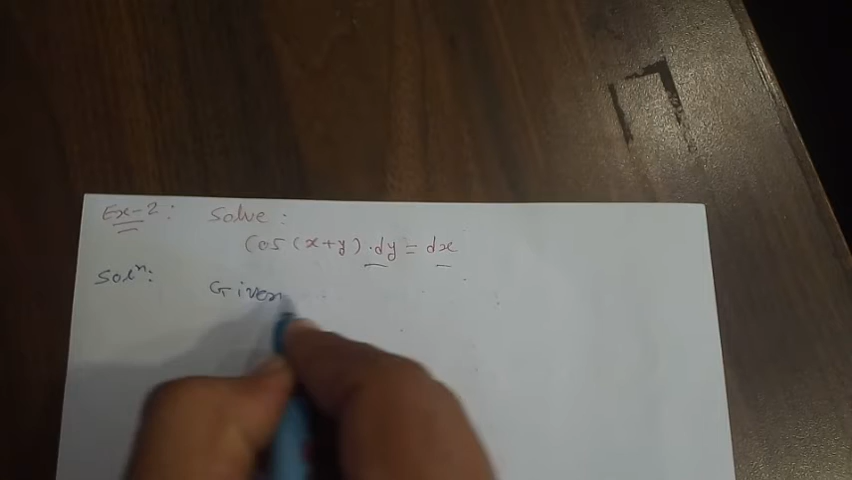 Ex-2: Solve:
Cos (x+y).dy = dx
Solⁿ: Given